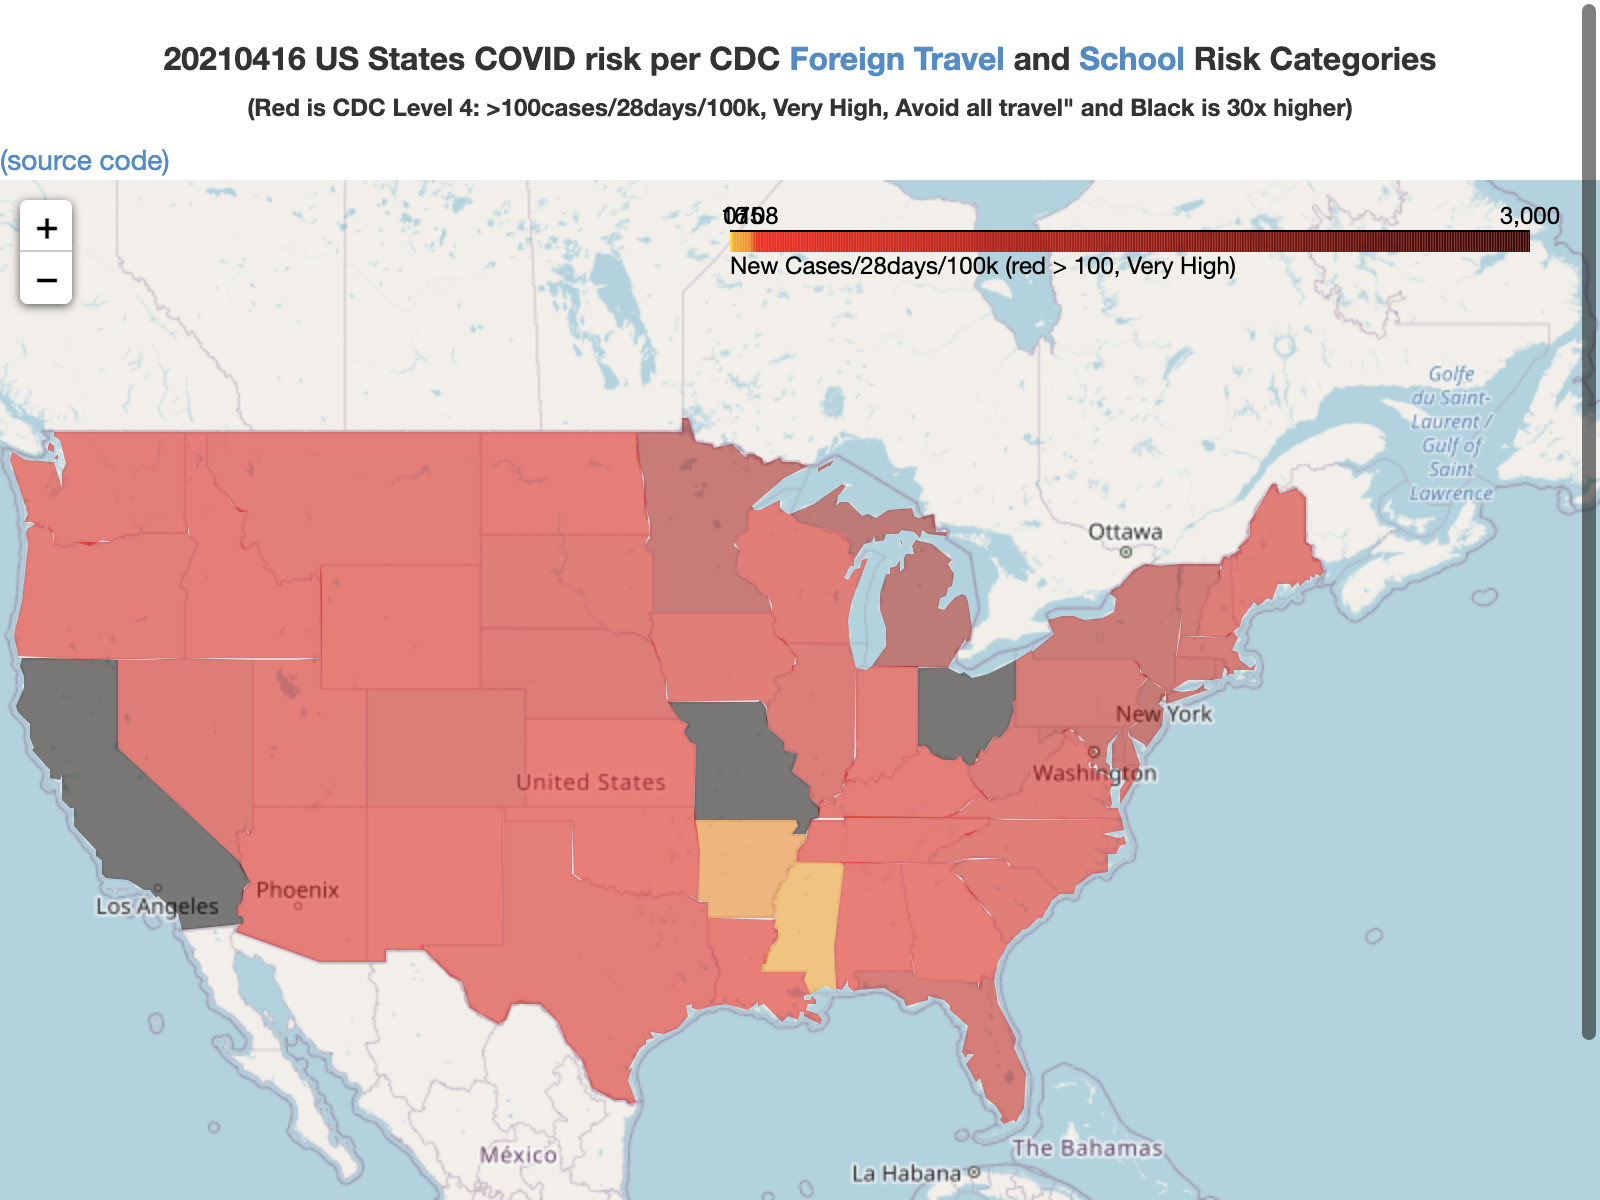 20210416 US States COVID risk per CDC Foreign Travel and School Risk Categories
(Red is CDC Level 4: >100cases/28days/100k, Very High, Avoid all travel" and Black is 30x higher)
(source code)
+
−
3,000
New Cases/28days/100k (red > 100, Very High)
Golfe
du Saint-
Laurent /
Gulf of
Saint
Lawrence
Ottawa
New York
Washington
United States
Phoenix
Los Angeles
México
The Bahamas
La Habana